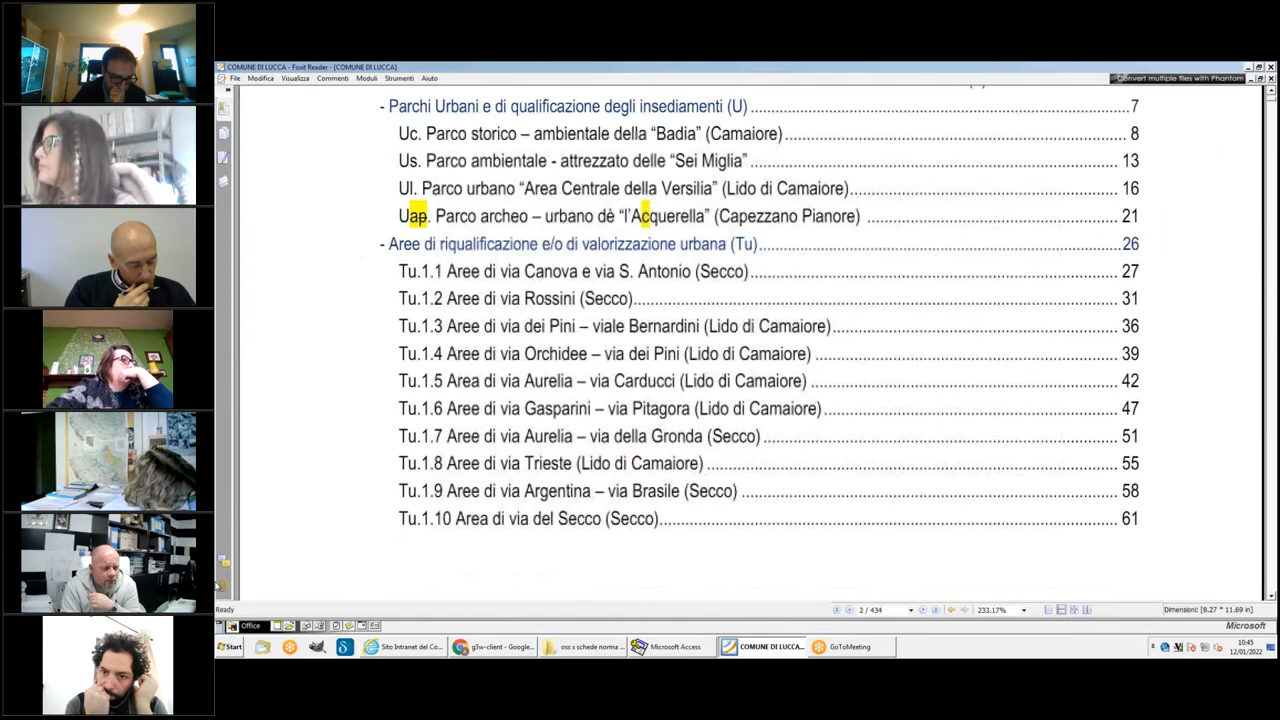 COMUNE DI LUCCA - Foxit Reader - [COMUNE DI LUCCA]
File Modifica Visualizza Commenti Moduli Strumenti Aiuto
Convert multiple files with Phantom
- Parchi Urbani e di qualificazione degli insediamenti (U) 7
Uc. Parco storico – ambientale della “Badia” (Camaiore) 8
Us. Parco ambientale - attrezzato delle “Sei Miglia” 13
Ul. Parco urbano “Area Centrale della Versilia” (Lido di Camaiore) 16
Uap. Parco archeo – urbano dè “l’Acquerella” (Capezzano Pianore) 21
- Aree di riqualificazione e/o di valorizzazione urbana (Tu) 26
Tu.1.1 Aree di via Canova e via S. Antonio (Secco) 27
Tu.1.2 Aree di via Rossini (Secco) 31
Tu.1.3 Aree di via dei Pini – viale Bernardini (Lido di Camaiore) 36
Tu.1.4 Aree di via Orchidee – via dei Pini (Lido di Camaiore) 39
Tu.1.5 Area di via Aurelia – via Carducci (Lido di Camaiore) 42
Tu.1.6 Aree di via Gasparini – via Pitagora (Lido di Camaiore) 47
Tu.1.7 Aree di via Aurelia – via della Gronda (Secco) 51
Tu.1.8 Aree di via Trieste (Lido di Camaiore) 55
Tu.1.9 Aree di via Argentina – via Brasile (Secco) 58
Tu.1.10 Area di via del Secco (Secco) 61
Ready 2 / 434 233,17% Dimensioni: [8.27 * 11.69 in]
Office Microsoft
Start Sito Intranet del Co... g3w-client - Google... oss x schede norma ... Microsoft Access COMUNE DI LUCCA... GoToMeeting 10:45
12/01/2022